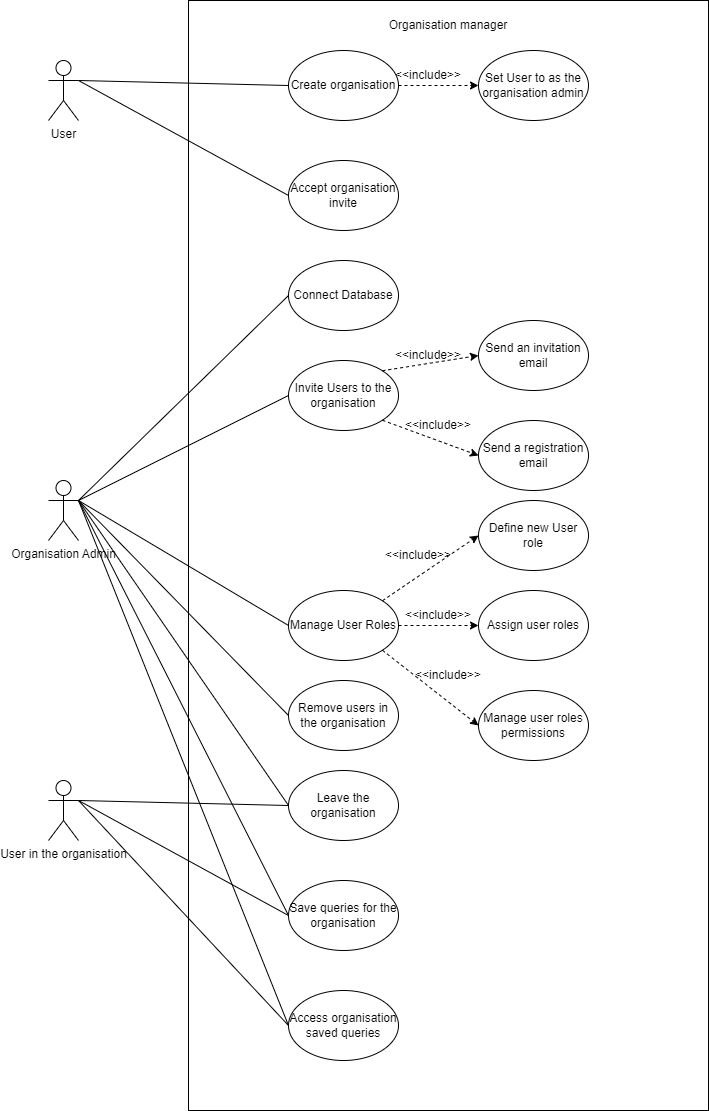 Organisation manager
Create organisation
<<include>>
Set User to as the
organisation admin
User
Accept organisation
invite
Connect Database
Invite Users to the
organisation
<<include>>
Send an invitation
email
<<include>>
Send a registration
email
Organisation Admin
Define new User
role
<<include>>
Manage User Roles
<<include>>
Assign user roles
<<include>>
Manage user roles
permissions
Remove users in
the organisation
Leave the
organisation
User in the organisation
Save queries for the
organisation
Access organisation
saved queries